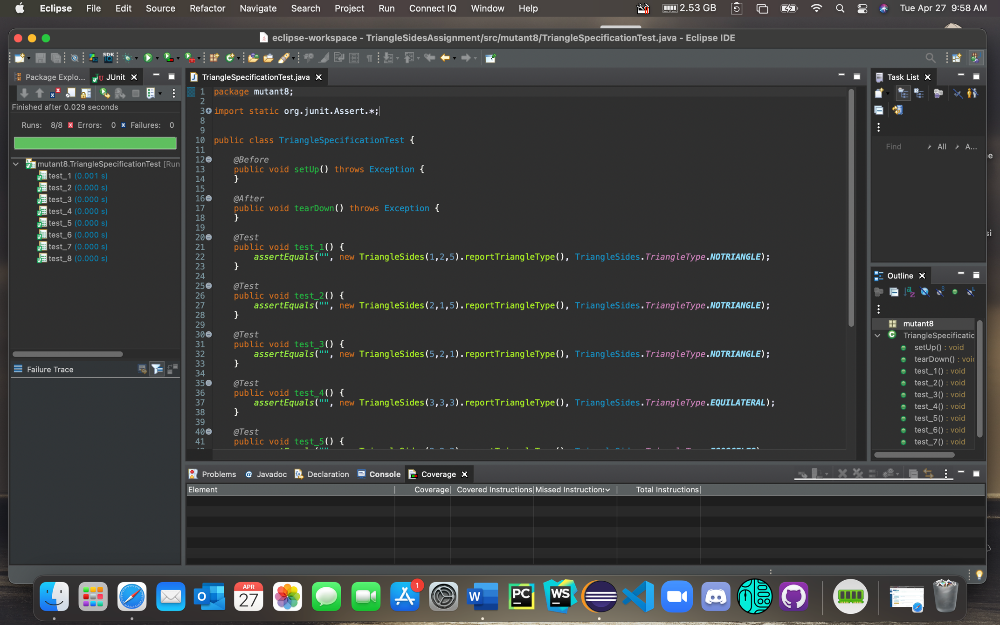 Eclipse File Edit Source Refactor Navigate Search Project Run Connect IQ Window Help 2.53 GB Tue Apr 27 9:58 AM
eclipse-workspace - TriangleSidesAssignment/src/mutant8/TriangleSpecificationTest.java - Eclipse IDE
SDK
Package Explo... JUnit
Finished after 0.029 seconds
Runs: 8/8 Errors: 0 Failures: 0
mutant8.TriangleSpecificationTest [Run
test_1 (0.001 s)
test_2 (0.000 s)
test_3 (0.000 s)
test_4 (0.000 s)
test_5 (0.000 s)
test_6 (0.000 s)
test_7 (0.000 s)
test_8 (0.000 s)
Failure Trace
TriangleSpecificationTest.java
1 package mutant8;
2
3 import static org.junit.Assert.*;
8
9
10 public class TriangleSpecificationTest {
11
12 @Before
13 public void setUp() throws Exception {
14 }
15
16 @After
17 public void tearDown() throws Exception {
18 }
19
20 @Test
21 public void test_1() {
22 assertEquals("", new TriangleSides(1,2,5).reportTriangleType(), TriangleSides.TriangleType.NOTRIANGLE);
23 }
24
25 @Test
26 public void test_2() {
27 assertEquals("", new TriangleSides(2,1,5).reportTriangleType(), TriangleSides.TriangleType.NOTRIANGLE);
28 }
29
30 @Test
31 public void test_3() {
32 assertEquals("", new TriangleSides(5,2,1).reportTriangleType(), TriangleSides.TriangleType.NOTRIANGLE);
33 }
34
35 @Test
36 public void test_4() {
37 assertEquals("", new TriangleSides(3,3,3).reportTriangleType(), TriangleSides.TriangleType.EQUILATERAL);
38 }
39
40 @Test
41 public void test_5() {
Task List
Find All A...
Outline
mutant8
TriangleSpecificatio
setUp() : void
tearDown() : voi
test_1() : void
test_2() : void
test_3() : void
test_4() : void
test_5() : void
test_6() : void
test_7() : void
Problems Javadoc Declaration Console Coverage
Element Coverage Covered Instructions Missed Instructions Total Instructions
APR
27
1
W
PC
WS